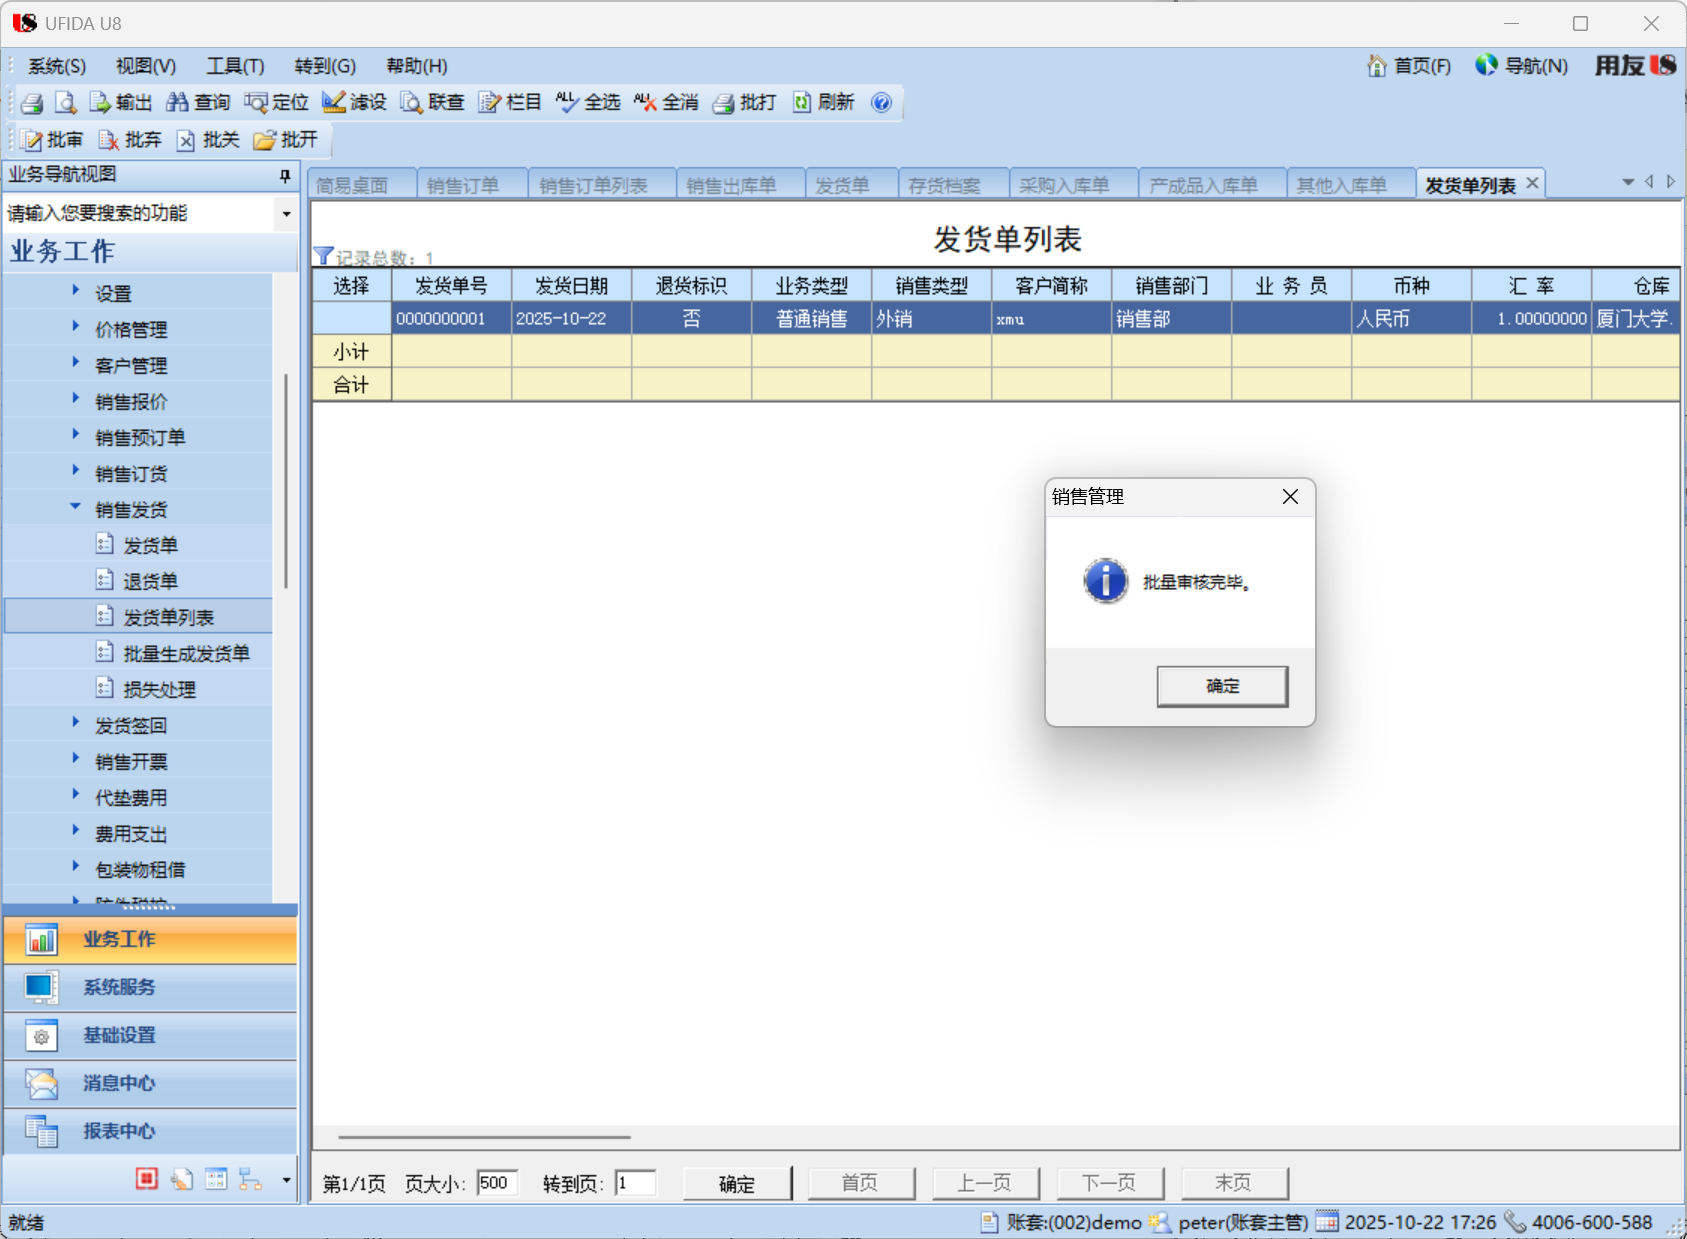 UFIDA U8
系统(S) 视图(V) 工具(T) 转到(G) 帮助(H) 首页(F) 导航(N) 用友
输出 查询 定位 滤设 联查 栏目 全选 全消 批打 刷新
批审 批弃 批关 批开
业务导航视图
请输入您要搜索的功能
业务工作
设置
价格管理
客户管理
销售报价
销售预订单
销售订货
销售发货
发货单
退货单
发货单列表
批量生成发货单
损失处理
发货签回
销售开票
代垫费用
费用支出
包装物租借
业务工作
系统服务
基础设置
消息中心
报表中心
简易桌面 销售订单 销售订单列表 销售出库单 发货单 存货档案 采购入库单 产成品入库单 其他入库单 发货单列表
发货单列表
记录总数：1
选择 发货单号 发货日期 退货标识 业务类型 销售类型 客户简称 销售部门 业 务 员 币种 汇 率 仓库
0000000001 2025-10-22 否 普通销售 外销 xmu 销售部 人民币 1.00000000 厦门大学.
小计
合计
销售管理
批量审核完毕。
确定
第1/1页 页大小: 500 转到页: 1 确定 首页 上一页 下一页 末页
就绪 账套:(002)demo peter(账套主管) 2025-10-22 17:26 4006-600-588